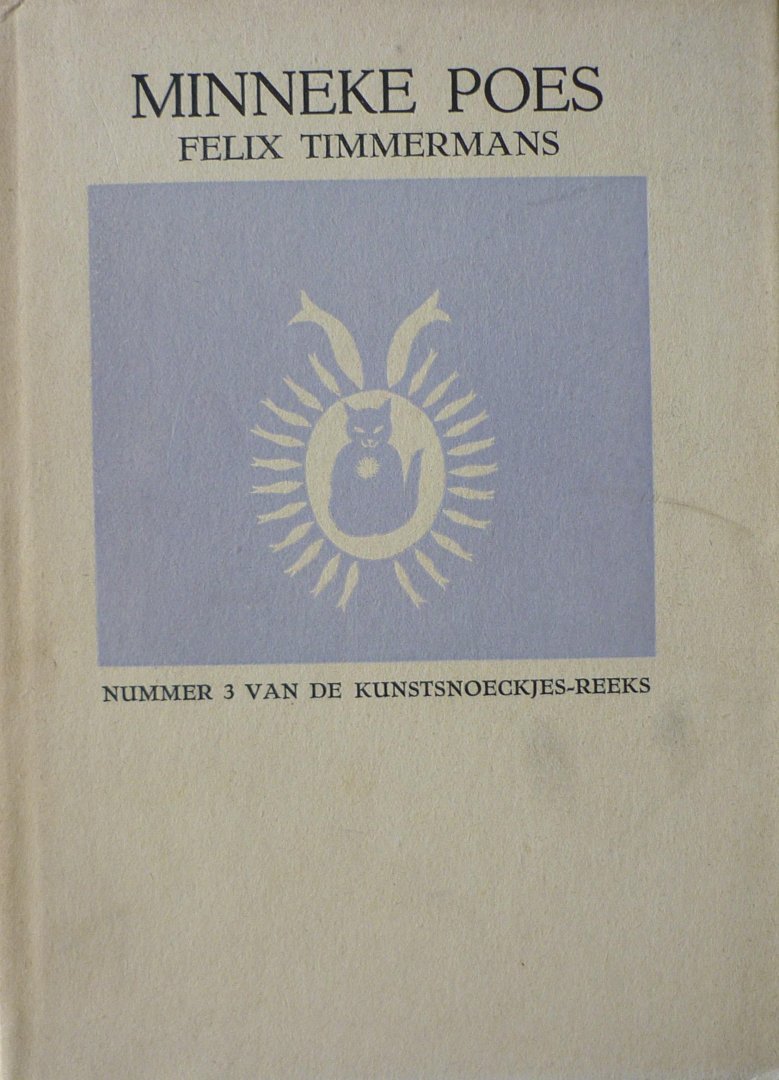 MINNEKE POES
FELIX TIMMERMANS
NUMMER 3 VAN DE KUNSTSNOECKJES-REEKS